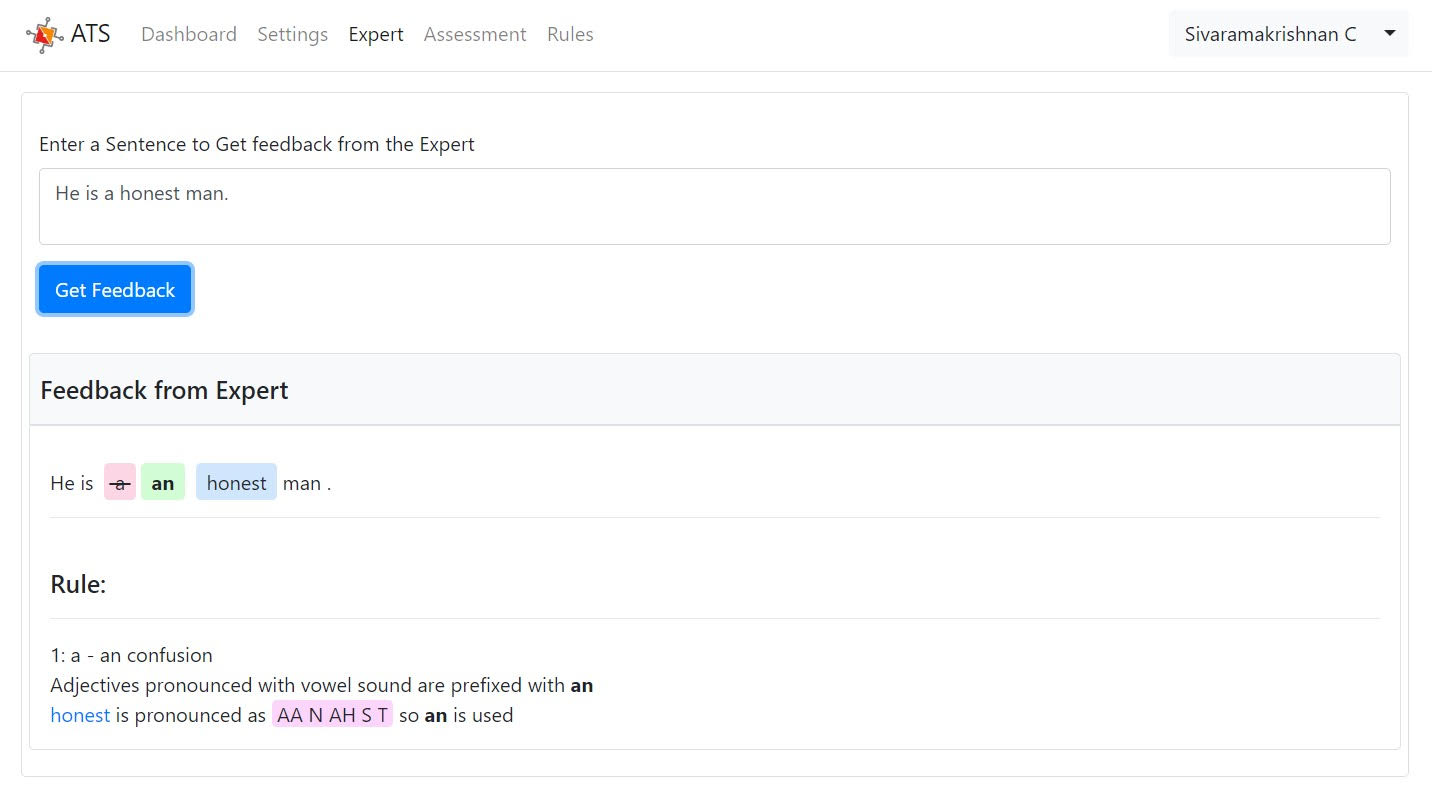 ATS Dashboard Settings Expert Assessment Rules Sivaramakrishnan C
Enter a Sentence to Get feedback from the Expert
He is a honest man.
Get Feedback
Feedback from Expert
He is a an honest man .
Rule:
1: a - an confusion
Adjectives pronounced with vowel sound are prefixed with an
honest is pronounced as AA N AH S T so an is used